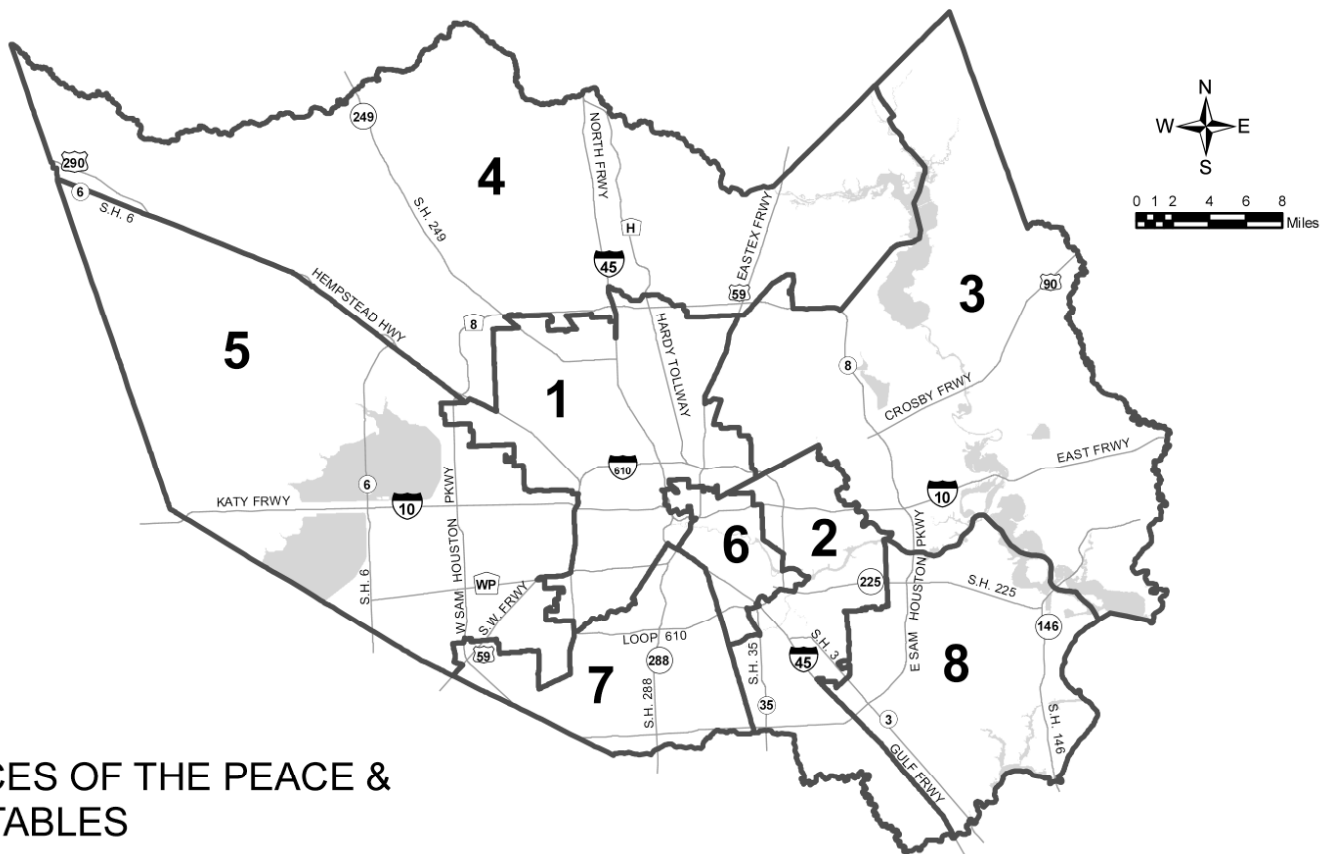 N
W E
S
0 1 2 4 6 8
Miles
249
290
6
S.H. 6
4
NORTH FRWY
H
S.H. 249
45
EASTEX FRWY
59
3
90
HEMPSTEAD HWY
8
5
HARDY TOLLWAY
8
1
CROSBY FRWY
EAST FRWY
610
6
KATY FRWY
10
W SAM HOUSTON PKWY
10
6
2
E SAM HOUSTON PKWY
S.H. 6
WP
S.W. FRWY
225
S.H. 225
146
LOOP 610
59
288
S.H. 35
45
S.H. 3
8
7
S.H. 288
35
3
S.H. 146
GULF FRWY
CES OF THE PEACE &
TABLES